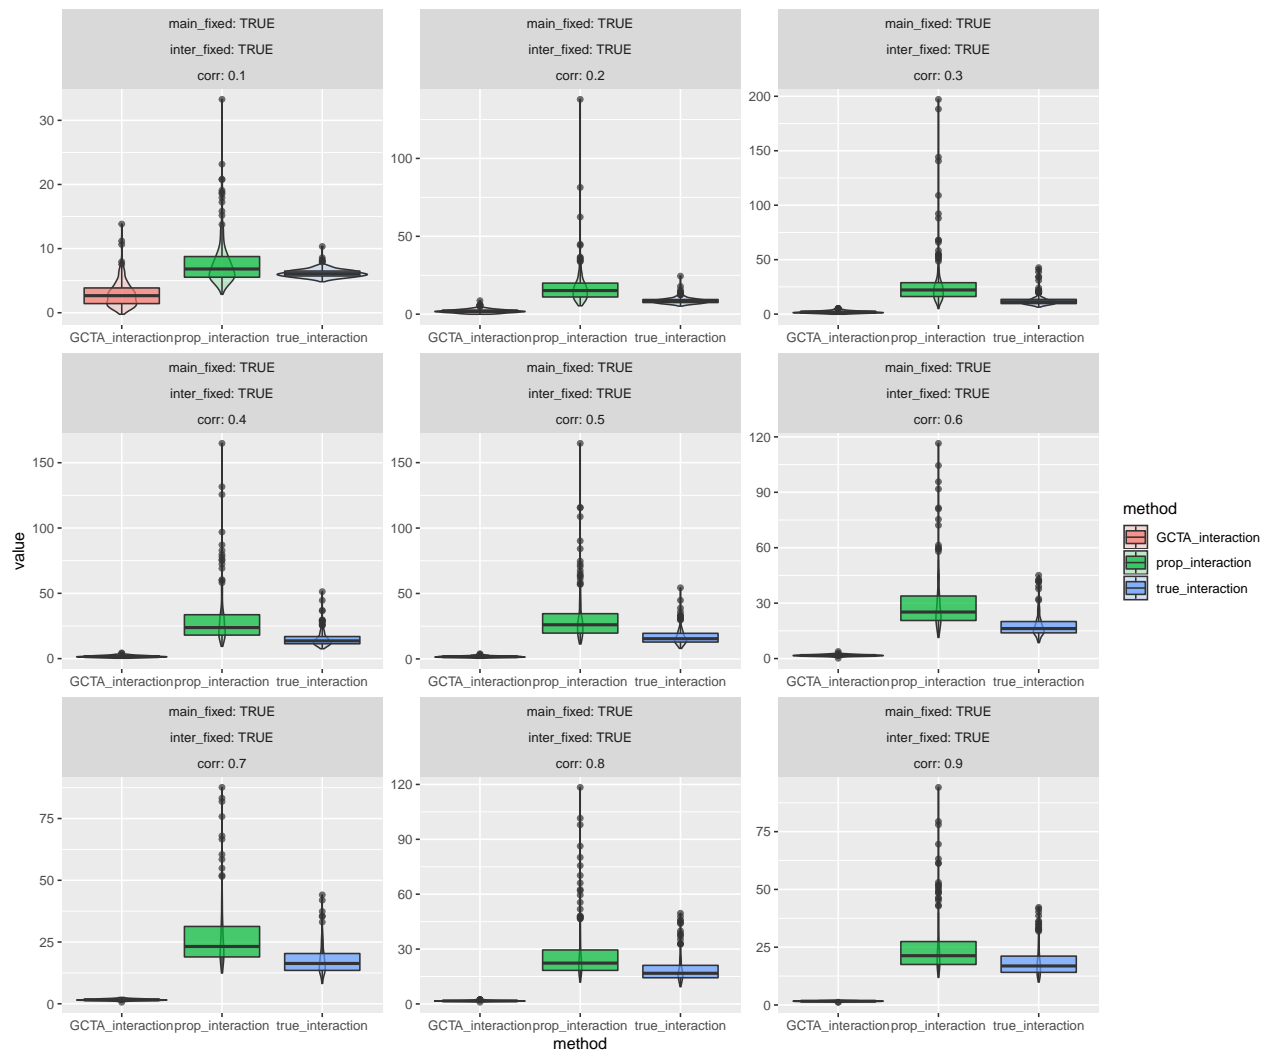 main_fixed: TRUE
inter_fixed: TRUE
corr: 0.1
main_fixed: TRUE
inter_fixed: TRUE
corr: 0.2
main_fixed: TRUE
inter_fixed: TRUE
corr: 0.3
30
20
10
0
100
50
0
200
150
100
50
0
GCTA_interaction prop_interaction true_interaction
GCTA_interaction prop_interaction true_interaction
GCTA_interaction prop_interaction true_interaction
main_fixed: TRUE
inter_fixed: TRUE
corr: 0.4
main_fixed: TRUE
inter_fixed: TRUE
corr: 0.5
main_fixed: TRUE
inter_fixed: TRUE
corr: 0.6
value
150
100
50
0
150
100
50
0
120
90
60
30
0
GCTA_interaction prop_interaction true_interaction
GCTA_interaction prop_interaction true_interaction
GCTA_interaction prop_interaction true_interaction
main_fixed: TRUE
inter_fixed: TRUE
corr: 0.7
main_fixed: TRUE
inter_fixed: TRUE
corr: 0.8
main_fixed: TRUE
inter_fixed: TRUE
corr: 0.9
75
50
25
0
120
90
60
30
0
75
50
25
0
GCTA_interaction prop_interaction true_interaction
GCTA_interaction prop_interaction true_interaction
GCTA_interaction prop_interaction true_interaction
method
method
GCTA_interaction
prop_interaction
true_interaction